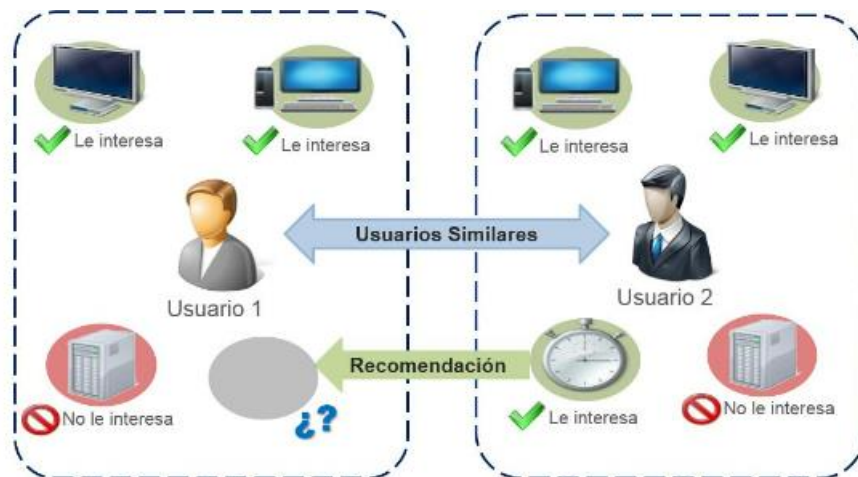 Le interesa
Le interesa
Le interesa
Le interesa
Usuarios Similares
Usuario 1
Usuario 2
Recomendación
No le interesa
¿?
Le interesa
No le interesa